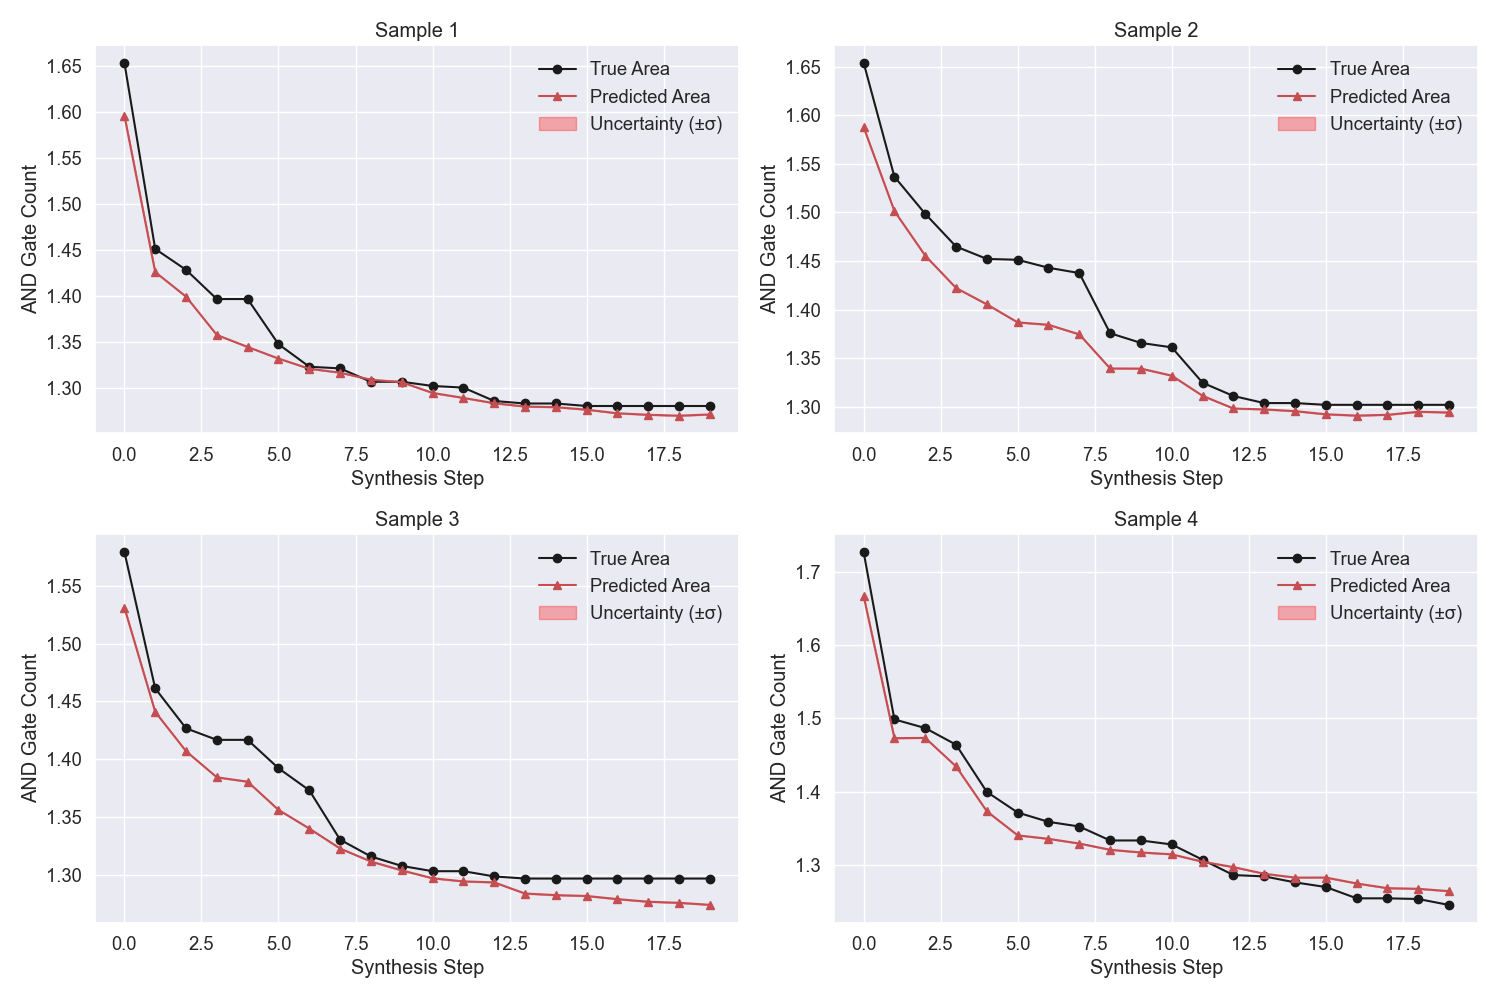 Sample 1
AND Gate Count
1.65
1.60
1.55
1.50
1.45
1.40
1.35
1.30
True Area
Predicted Area
Uncertainty (±σ)
0.0 2.5 5.0 7.5 10.0 12.5 15.0 17.5
Synthesis Step
Sample 2
AND Gate Count
1.65
1.60
1.55
1.50
1.45
1.40
1.35
1.30
True Area
Predicted Area
Uncertainty (±σ)
0.0 2.5 5.0 7.5 10.0 12.5 15.0 17.5
Synthesis Step
Sample 3
AND Gate Count
1.55
1.50
1.45
1.40
1.35
1.30
True Area
Predicted Area
Uncertainty (±σ)
0.0 2.5 5.0 7.5 10.0 12.5 15.0 17.5
Synthesis Step
Sample 4
AND Gate Count
1.7
1.6
1.5
1.4
1.3
True Area
Predicted Area
Uncertainty (±σ)
0.0 2.5 5.0 7.5 10.0 12.5 15.0 17.5
Synthesis Step